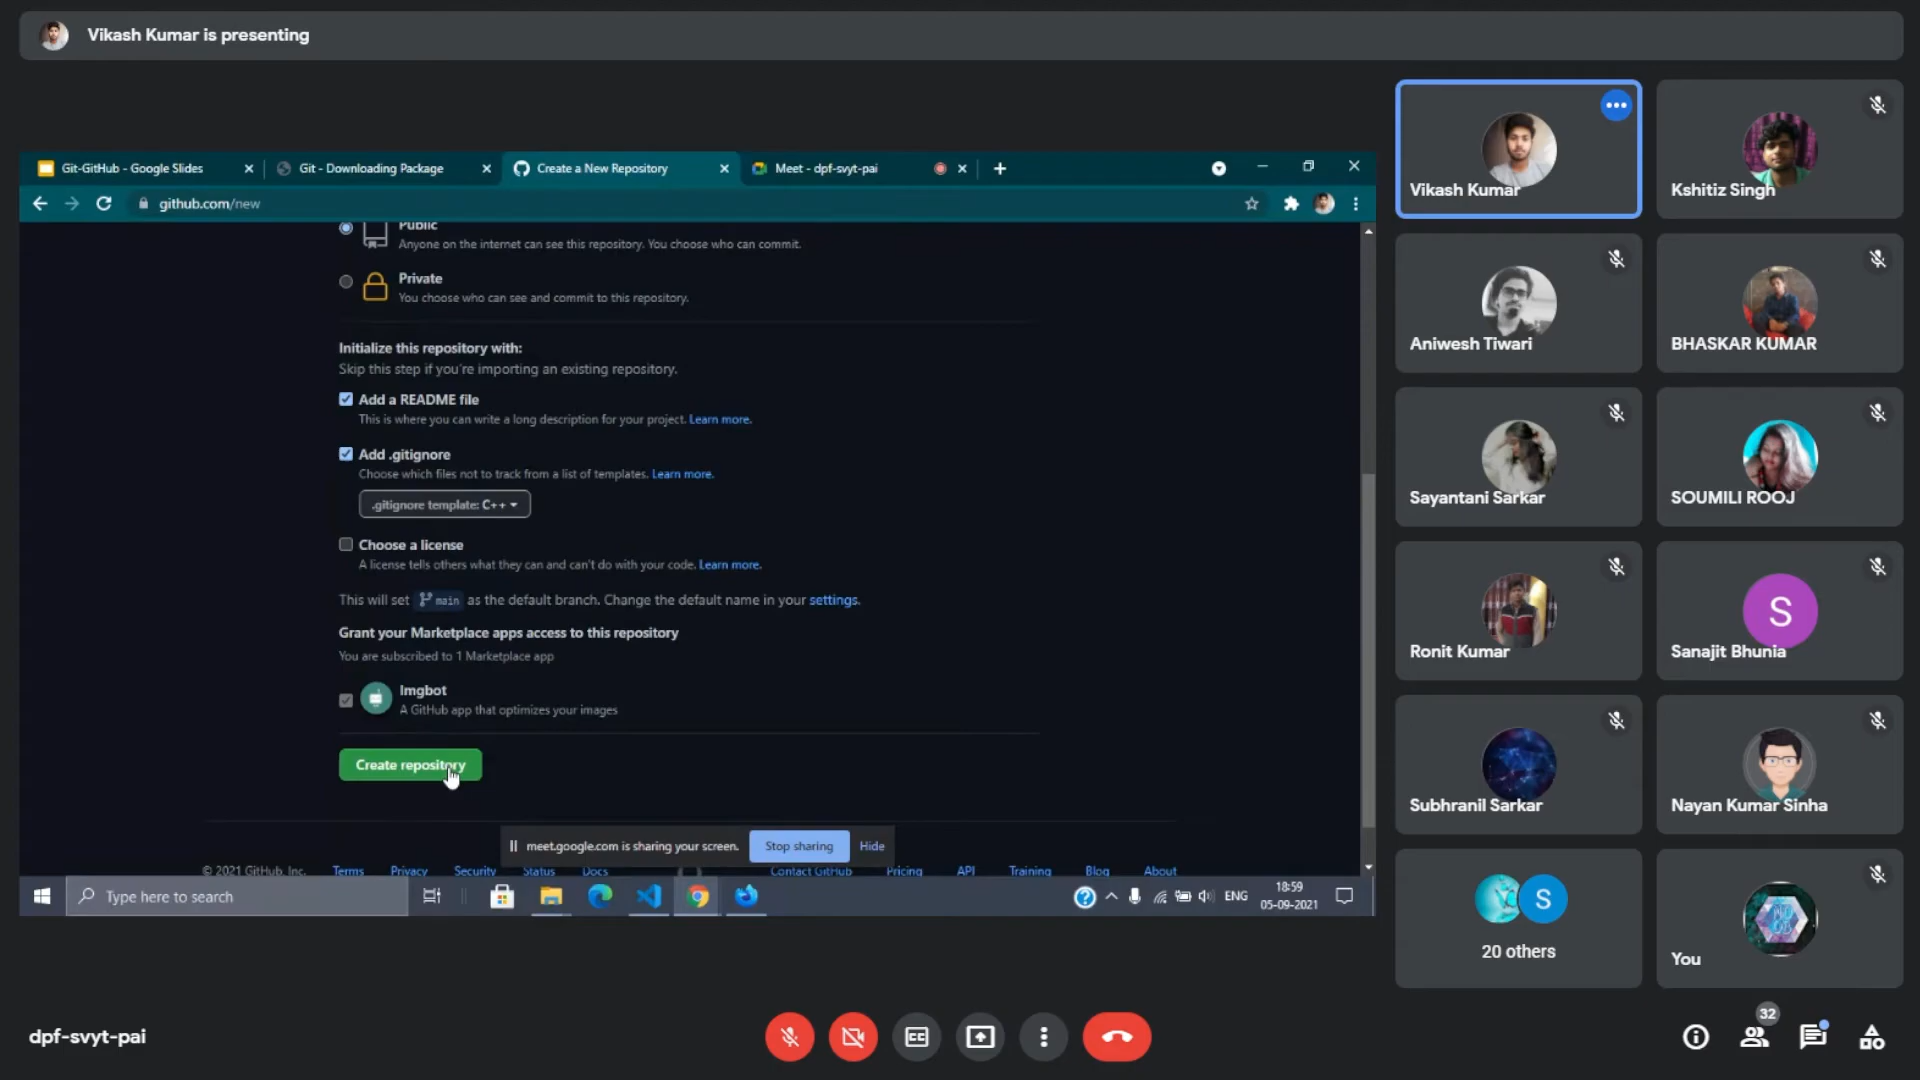 Vikash Kumar is presenting
Git-GitHub - Google Slides
Git - Downloading Package
Create a New Repository
Meet - dpf-svyt-pai
github.com/new
Public
Anyone on the internet can see this repository. You choose who can commit.
Private
You choose who can see and commit to this repository.
Initialize this repository with:
Skip this step if you're importing an existing repository.
Add a README file
This is where you can write a long description for your project. Learn more.
Add .gitignore
Choose which files not to track from a list of templates. Learn more.
.gitignore template: C++
Choose a license
A license tells others what they can and can't do with your code. Learn more.
This will set main as the default branch. Change the default name in your settings.
Grant your Marketplace apps access to this repository
You are subscribed to 1 Marketplace app
Imgbot
A GitHub app that optimizes your images
Create repository
meet.google.com is sharing your screen. Stop sharing Hide
© 2021 GitHub, Inc. Terms Privacy Security Status Docs Contact GitHub Pricing API Training Blog About
Type here to search
ENG
18:59
05-09-2021
Vikash Kumar
Kshitiz Singh
Aniwesh Tiwari
BHASKAR KUMAR
Sayantani Sarkar
SOUMILI ROOJ
Ronit Kumar
S
Sanajit Bhunia
Subhranil Sarkar
Nayan Kumar Sinha
S
20 others
You
dpf-svyt-pai
CC
32